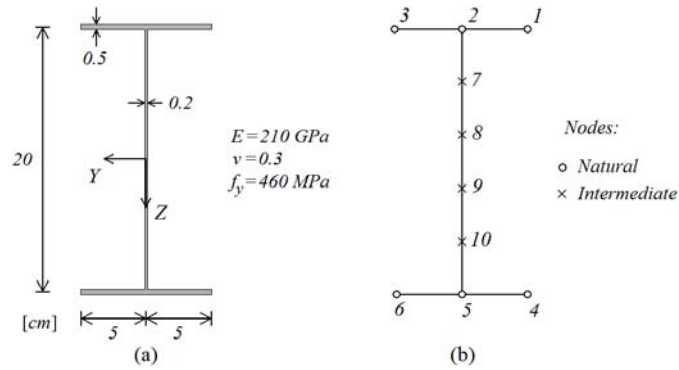 0.5
0.2
20
Y
Z
E=210 GPa
ν=0.3
fy=460 MPa
[cm]
5
5
(a)
3
2
1
7
8
9
10
6
5
4
Nodes:
Natural
Intermediate
(b)